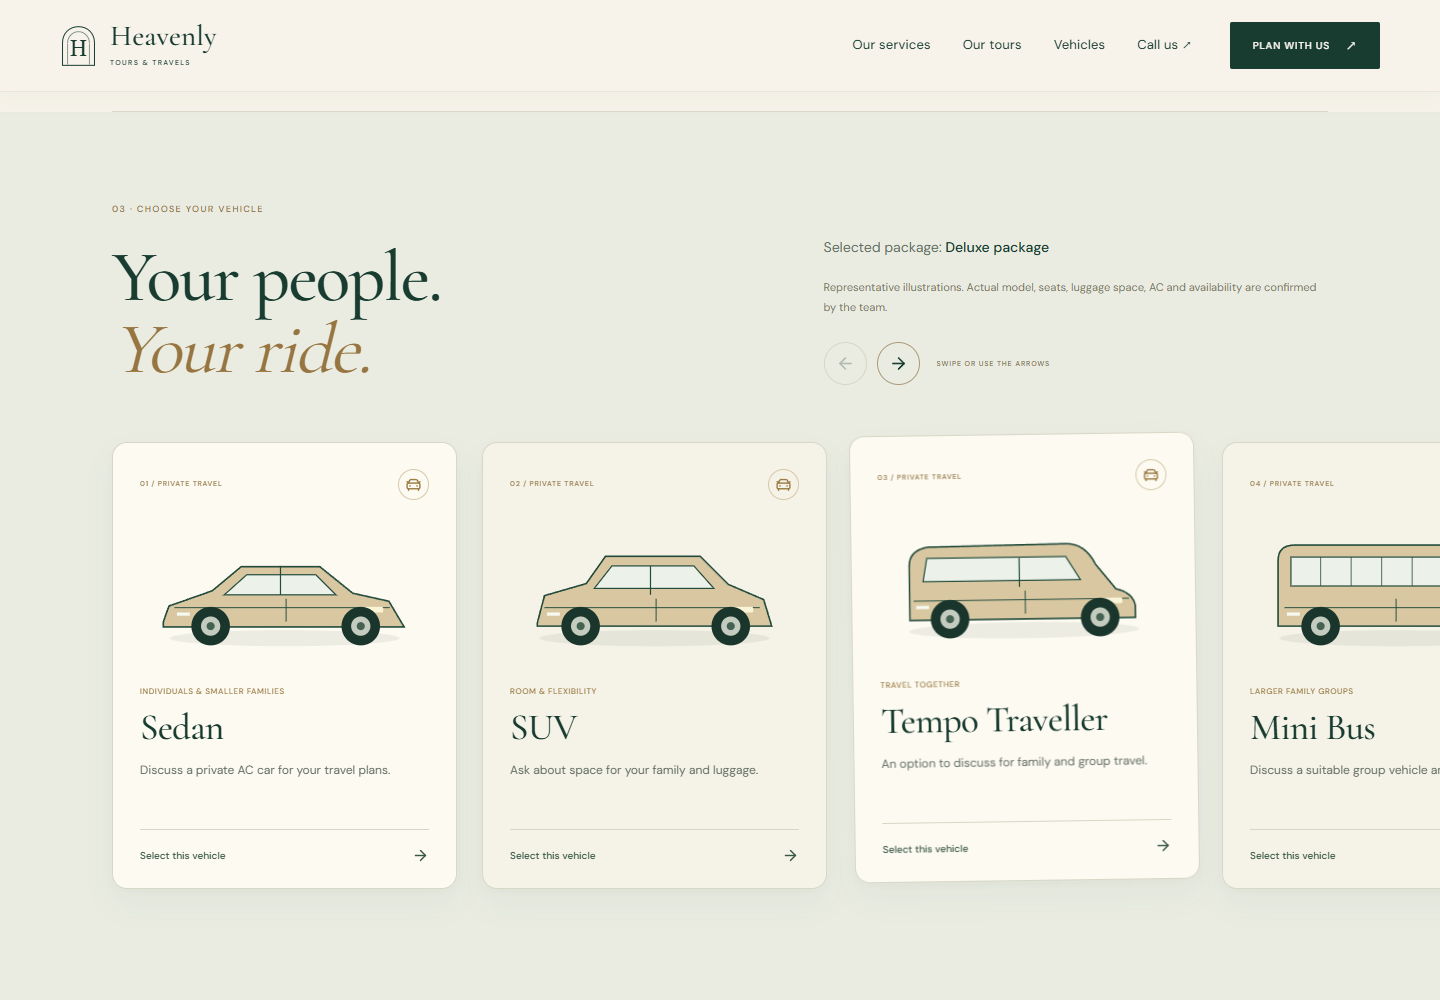 H
Heavenly
TOURS & TRAVELS
Our services
Our tours
Vehicles
Call us ↗
PLAN WITH US ↗
03 · CHOOSE YOUR VEHICLE
Your people.
Your ride.
Selected package: Deluxe package
Representative illustrations. Actual model, seats, luggage space, AC and availability are confirmed
by the team.
SWIPE OR USE THE ARROWS
01 / PRIVATE TRAVEL
INDIVIDUALS & SMALLER FAMILIES
Sedan
Discuss a private AC car for your travel plans.
Select this vehicle
02 / PRIVATE TRAVEL
ROOM & FLEXIBILITY
SUV
Ask about space for your family and luggage.
Select this vehicle
03 / PRIVATE TRAVEL
TRAVEL TOGETHER
Tempo Traveller
An option to discuss for family and group travel.
Select this vehicle
04 / PRIVATE TRAVEL
LARGER FAMILY GROUPS
Mini Bus
Discuss a suitable group vehicle
Select this vehicle